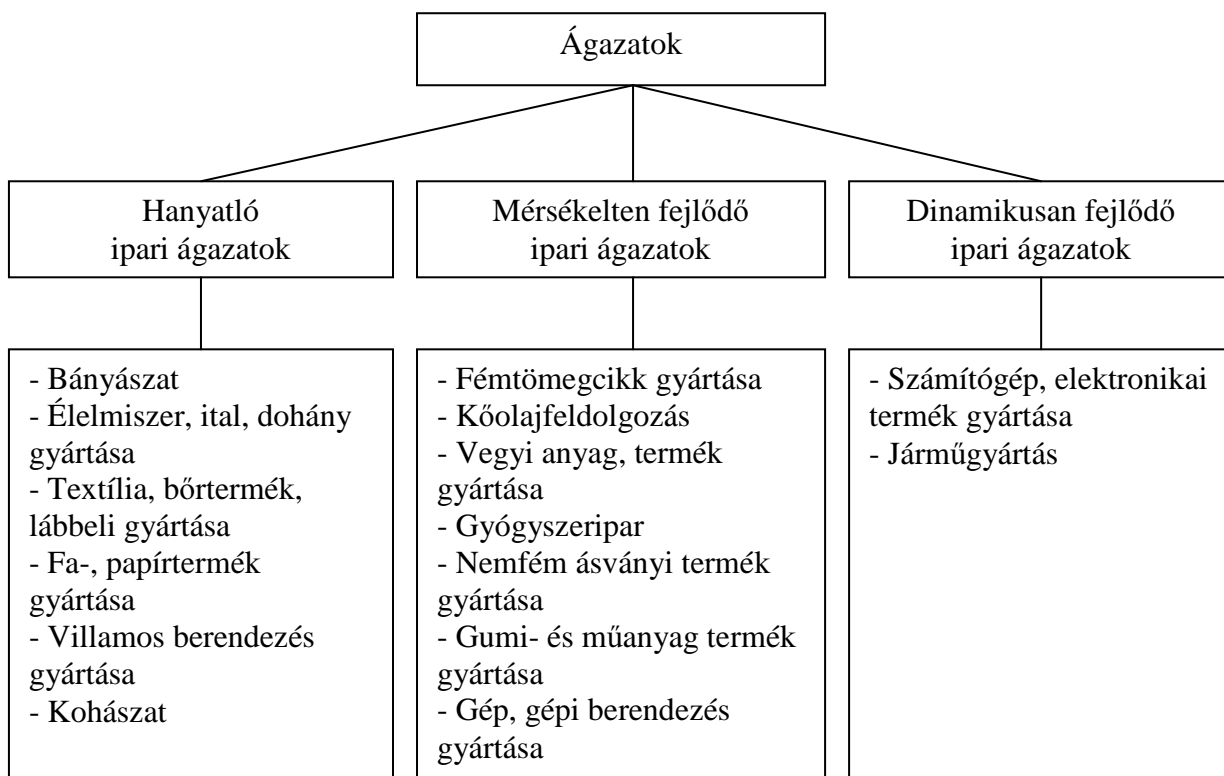 Ágazatok
Hanyatló
ipari ágazatok
Mérsékelten fejlődő
ipari ágazatok
Dinamikusan fejlődő
ipari ágazatok
- Bányászat
- Élelmiszer, ital, dohány
gyártása
- Textília, bőrtermék,
lábbeli gyártása
- Fa-, papírtermék
gyártása
- Villamos berendezés
gyártása
- Kohászat
- Fémtömegcikk gyártása
- Kőolajfeldolgozás
- Vegyi anyag, termék
gyártása
- Gyógyszeripar
- Nemfém ásványi termék
gyártása
- Gumi- és műanyag termék
gyártása
- Gép, gépi berendezés
gyártása
- Számítógép, elektronikai
termék gyártása
- Járműgyártás